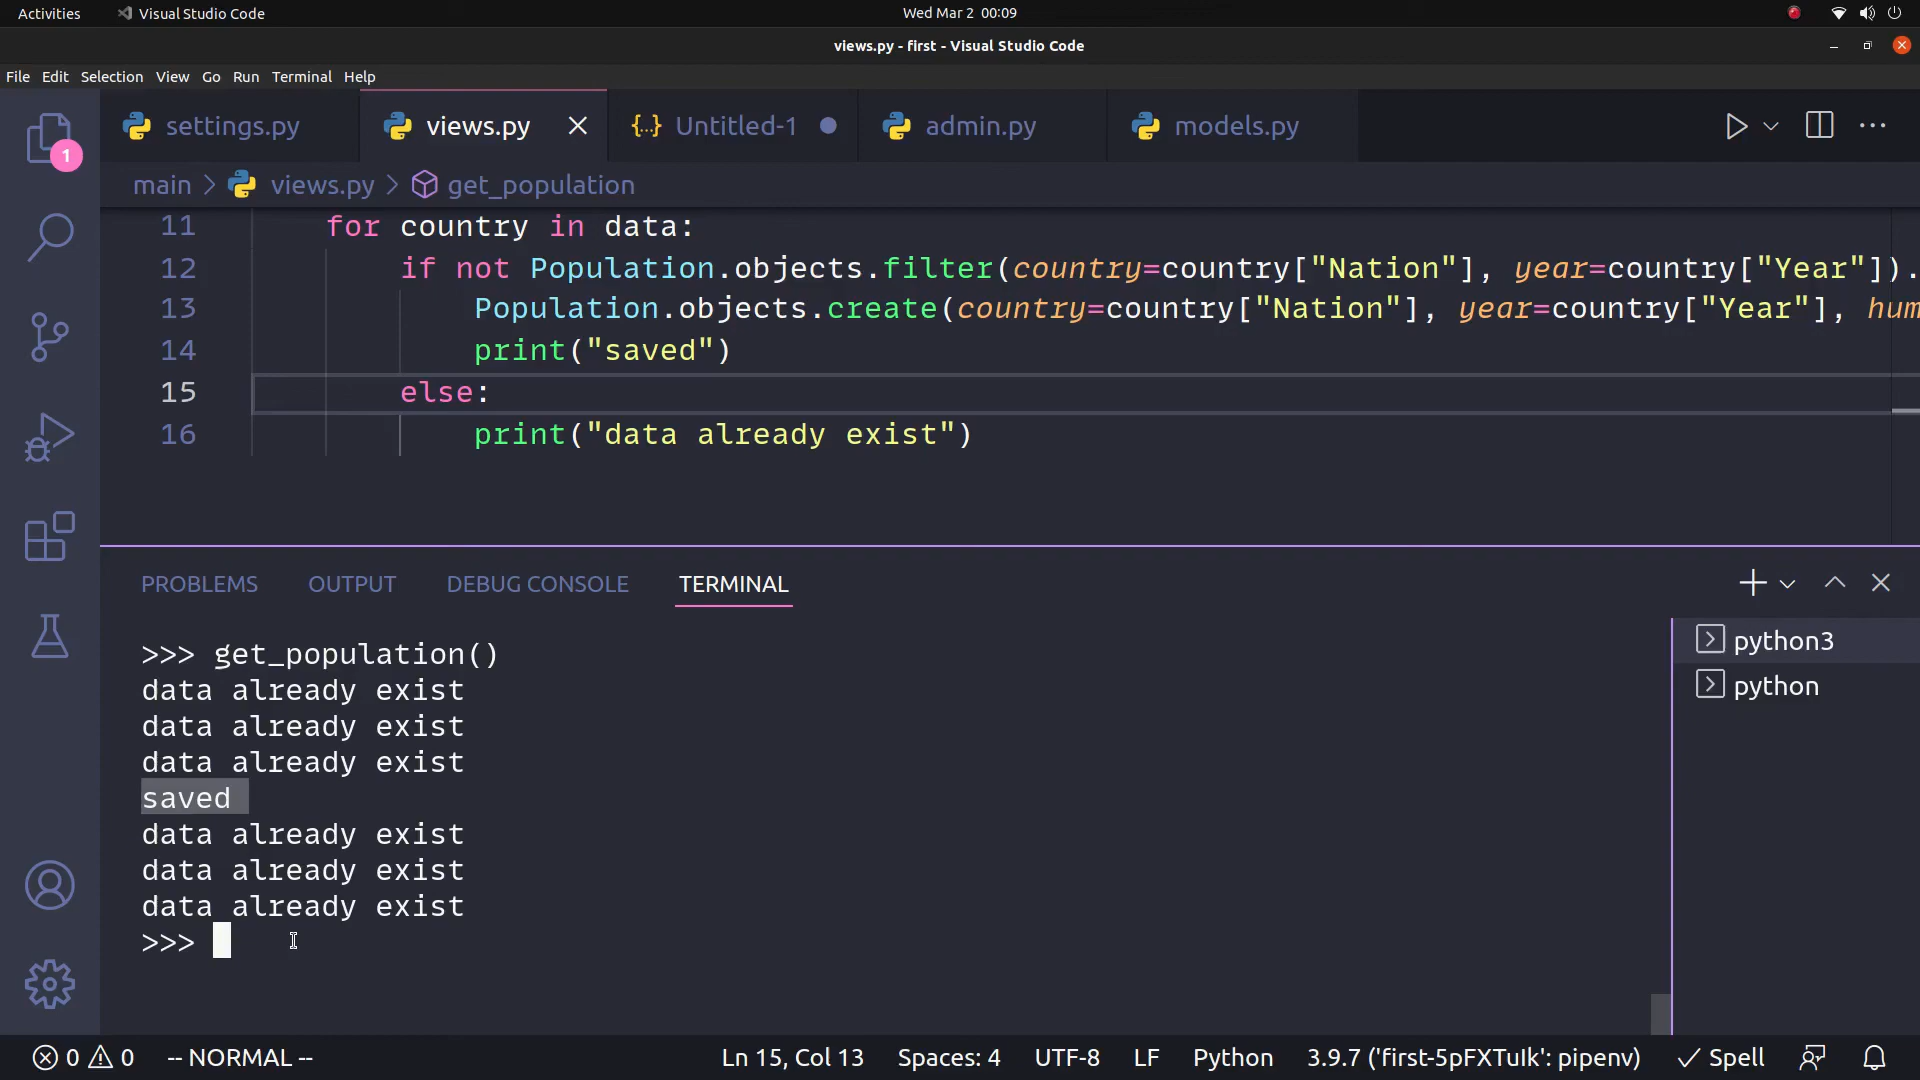 Activities Visual Studio Code Wed Mar 2 00:09
views.py - first - Visual Studio Code
File Edit Selection View Go Run Terminal Help
settings.py views.py Untitled-1 admin.py models.py
1
main > views.py > get_population
11 for country in data:
12 if not Population.objects.filter(country=country["Nation"], year=country["Year"]).
13 Population.objects.create(country=country["Nation"], year=country["Year"], hum
14 print("saved")
15 else:
16 print("data already exist")
PROBLEMS OUTPUT DEBUG CONSOLE TERMINAL
>>> get_population()
data already exist
data already exist
data already exist
saved
data already exist
data already exist
data already exist
>>>
python3
python
0 0 -- NORMAL -- Ln 15, Col 13 Spaces: 4 UTF-8 LF Python 3.9.7 ('first-5pFXTuIk': pipenv) Spell